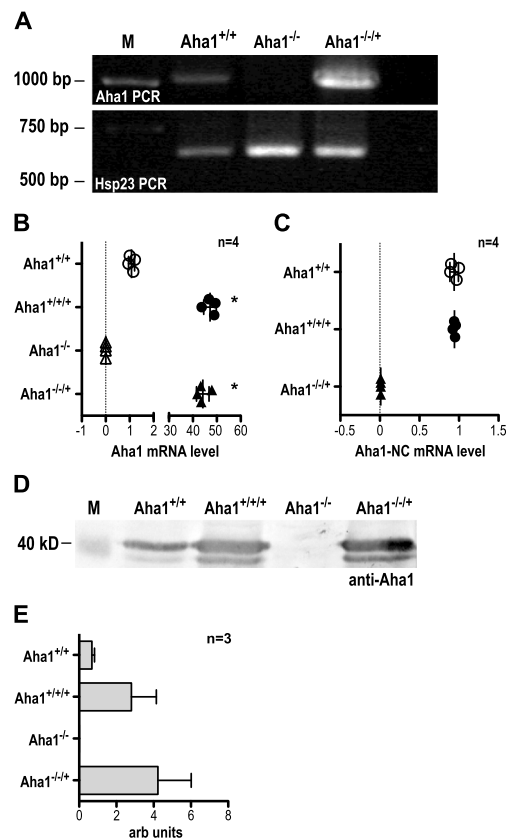 A
M Aha1+/+ Aha1-/- Aha1-/-/+
1000 bp
Aha1 PCR
750 bp
500 bp
Hsp23 PCR
B
n=4
Aha1+/+
Aha1+/+/+ *
Aha1-/-
Aha1-/-/+ *
-1 0 1 2 30 40 50 60
Aha1 mRNA level
C
n=4
Aha1+/+
Aha1+/+/+
Aha1-/-/+
-0.5 0 0.5 1 1.5
Aha1-NC mRNA level
D
M Aha1+/+ Aha1+/+/+ Aha1-/- Aha1-/-/+
40 kD
anti-Aha1
E
n=3
Aha1+/+
Aha1+/+/+
Aha1-/-
Aha1-/-/+
0 2 4 6 8
arb units